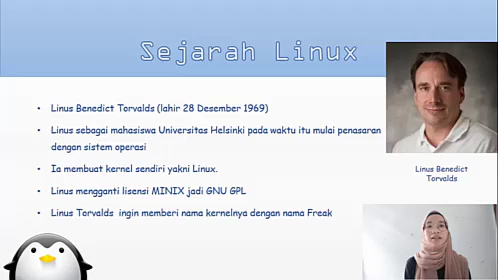 Sejarah Linux
• Linus Benedict Torvalds (lahir 28 Desember 1969)
• Linus sebagai mahasiswa Universitas Helsinki pada waktu itu mulai penasaran
dengan sistem operasi
• Ia membuat kernel sendiri yakni Linux.
• Linus mengganti lisensi MINIX jadi GNU GPL
• Linus Torvalds ingin memberi nama kernelnya dengan nama Freak
Linus Benedict
Torvalds